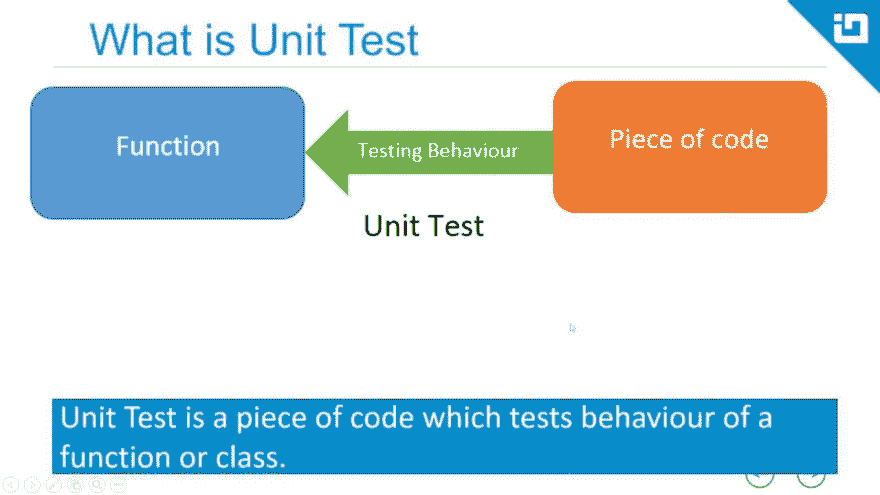 What is Unit Test
Function
Testing Behaviour
Piece of code
Unit Test
Unit Test is a piece of code which tests behaviour of a
function or class.